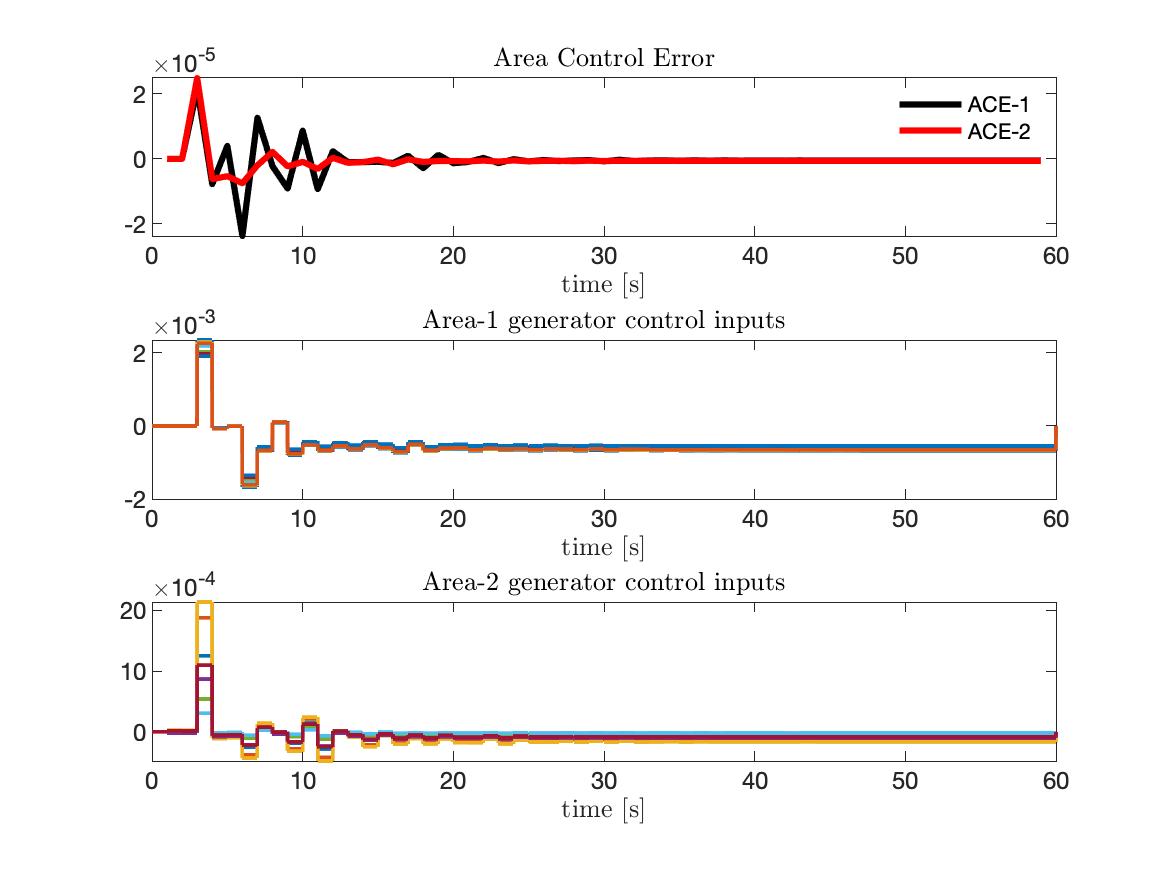 Area Control Error
×10-5
2
0
-2
ACE-1
ACE-2
0 10 20 30 40 50 60
time [s]
Area-1 generator control inputs
×10-3
2
0
-2
0 10 20 30 40 50 60
time [s]
Area-2 generator control inputs
×10-4
20
10
0
0 10 20 30 40 50 60
time [s]